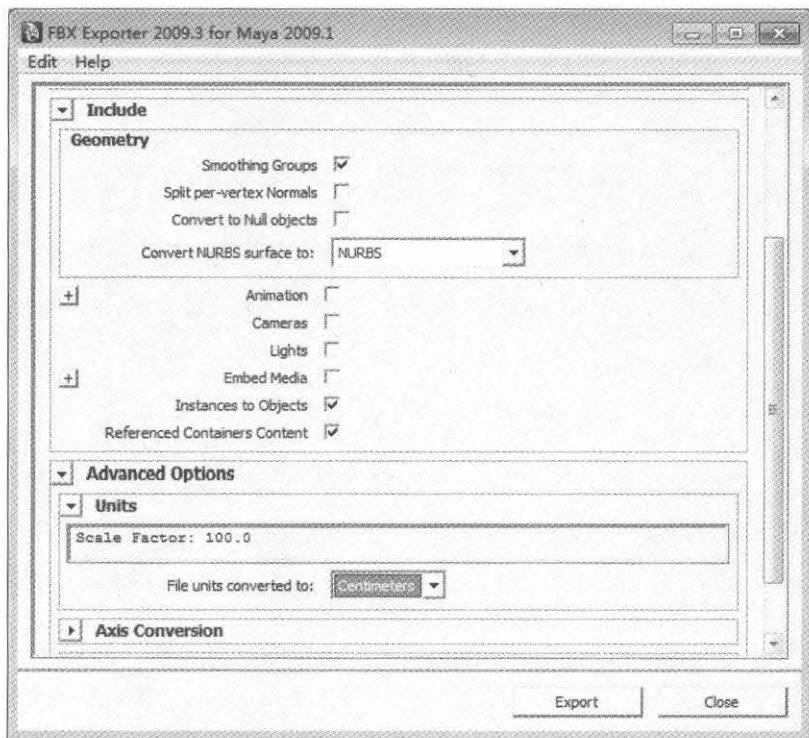 FBX Exporter 2009.3 for Maya 2009.1
Edit Help
Include
Geometry
Smoothing Groups
Split per-vertex Normals
Convert to Null objects
Convert NURBS surface to: NURBS
Animation
Cameras
Lights
Embed Media
Instances to Objects
Referenced Containers Content
Advanced Options
Units
Scale Factor: 100.0
File units converted to: Centimeters
Axis Conversion
Export Close